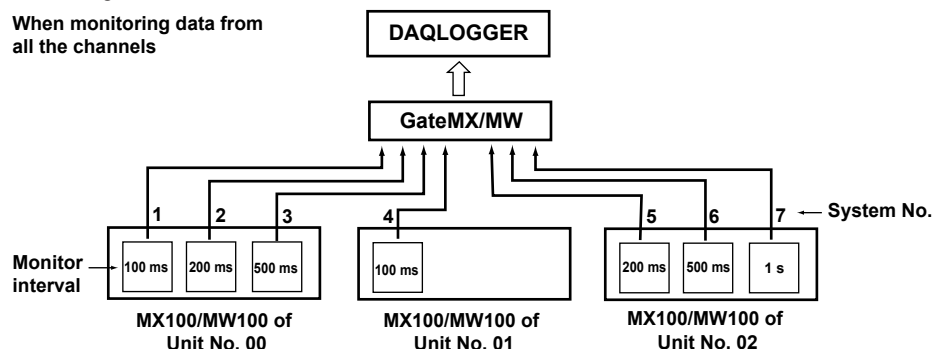 When monitoring data from
all the channels
DAQLOGGER
GateMX/MW
1 2 3 4 5 6 7 System No.
Monitor
interval
100 ms 200 ms 500 ms 100 ms 200 ms 500 ms 1 s
MX100/MW100 of
Unit No. 00
MX100/MW100 of
Unit No. 01
MX100/MW100 of
Unit No. 02